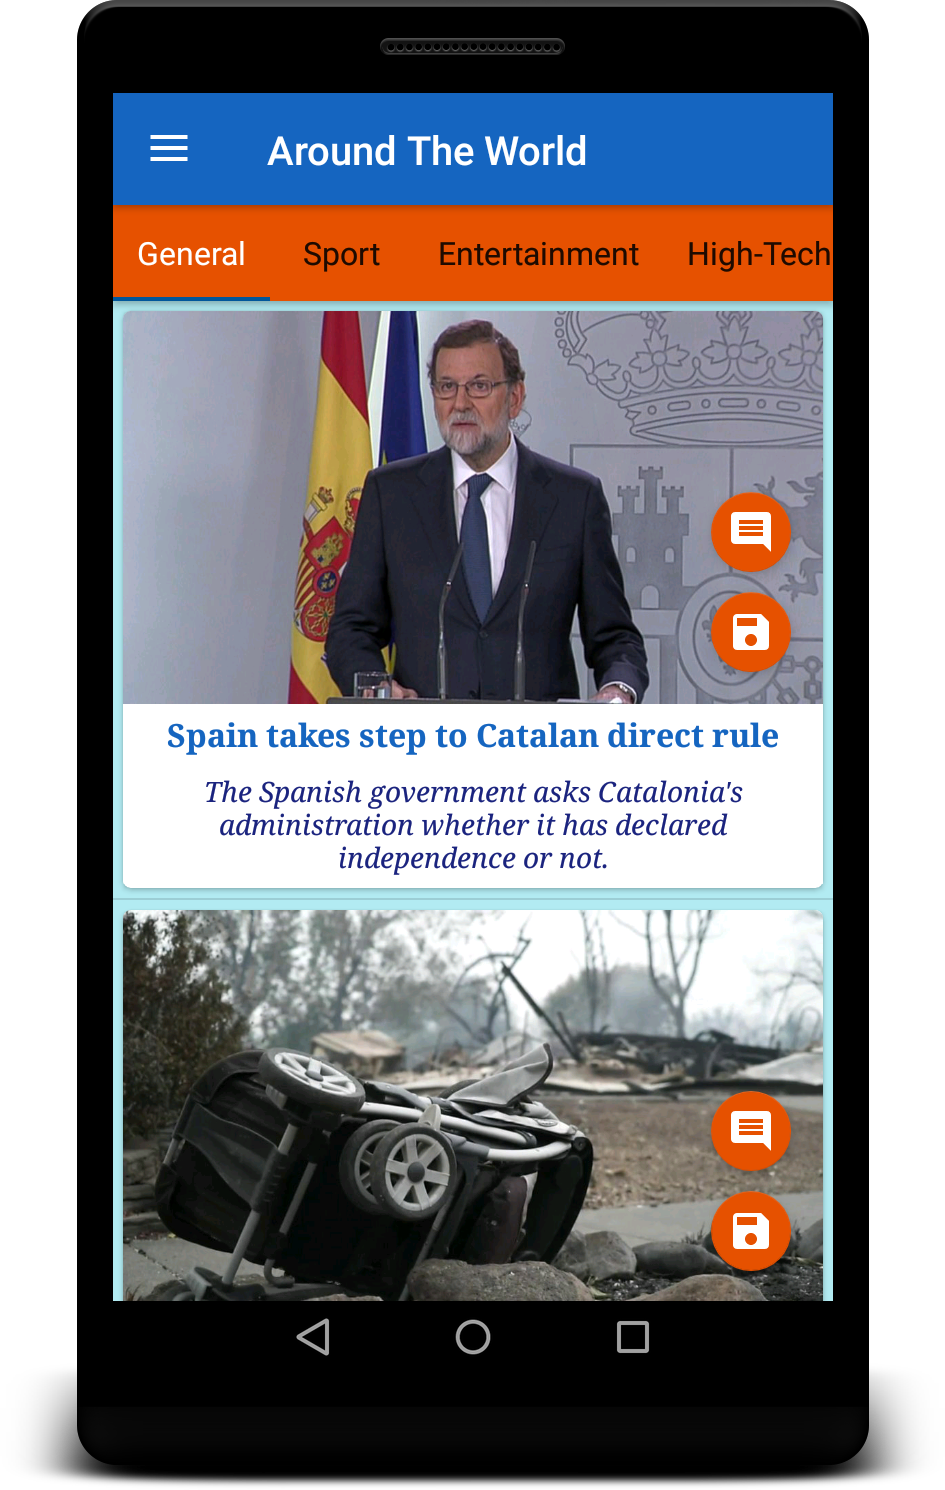 Around The World
General Sport Entertainment High-Tech
Spain takes step to Catalan direct rule
The Spanish government asks Catalonia's
administration whether it has declared
independence or not.